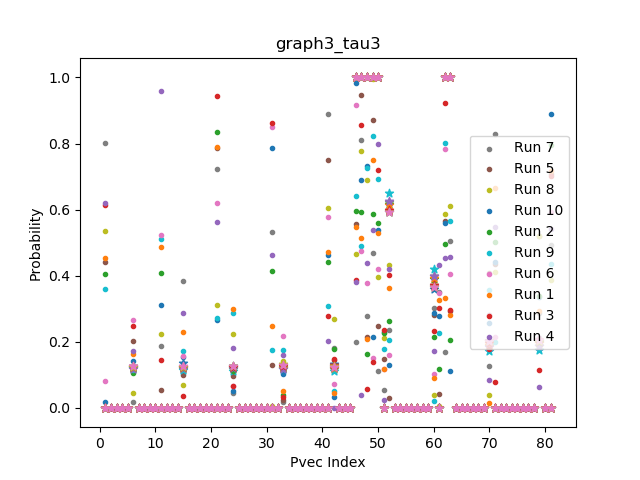 graph3_tau3
Probability
1.0
0.8
0.6
0.4
0.2
0.0
Run 7
Run 5
Run 8
Run 10
Run 2
Run 9
Run 6
Run 1
Run 3
Run 4
0 10 20 30 40 50 60 70 80
Pvec Index